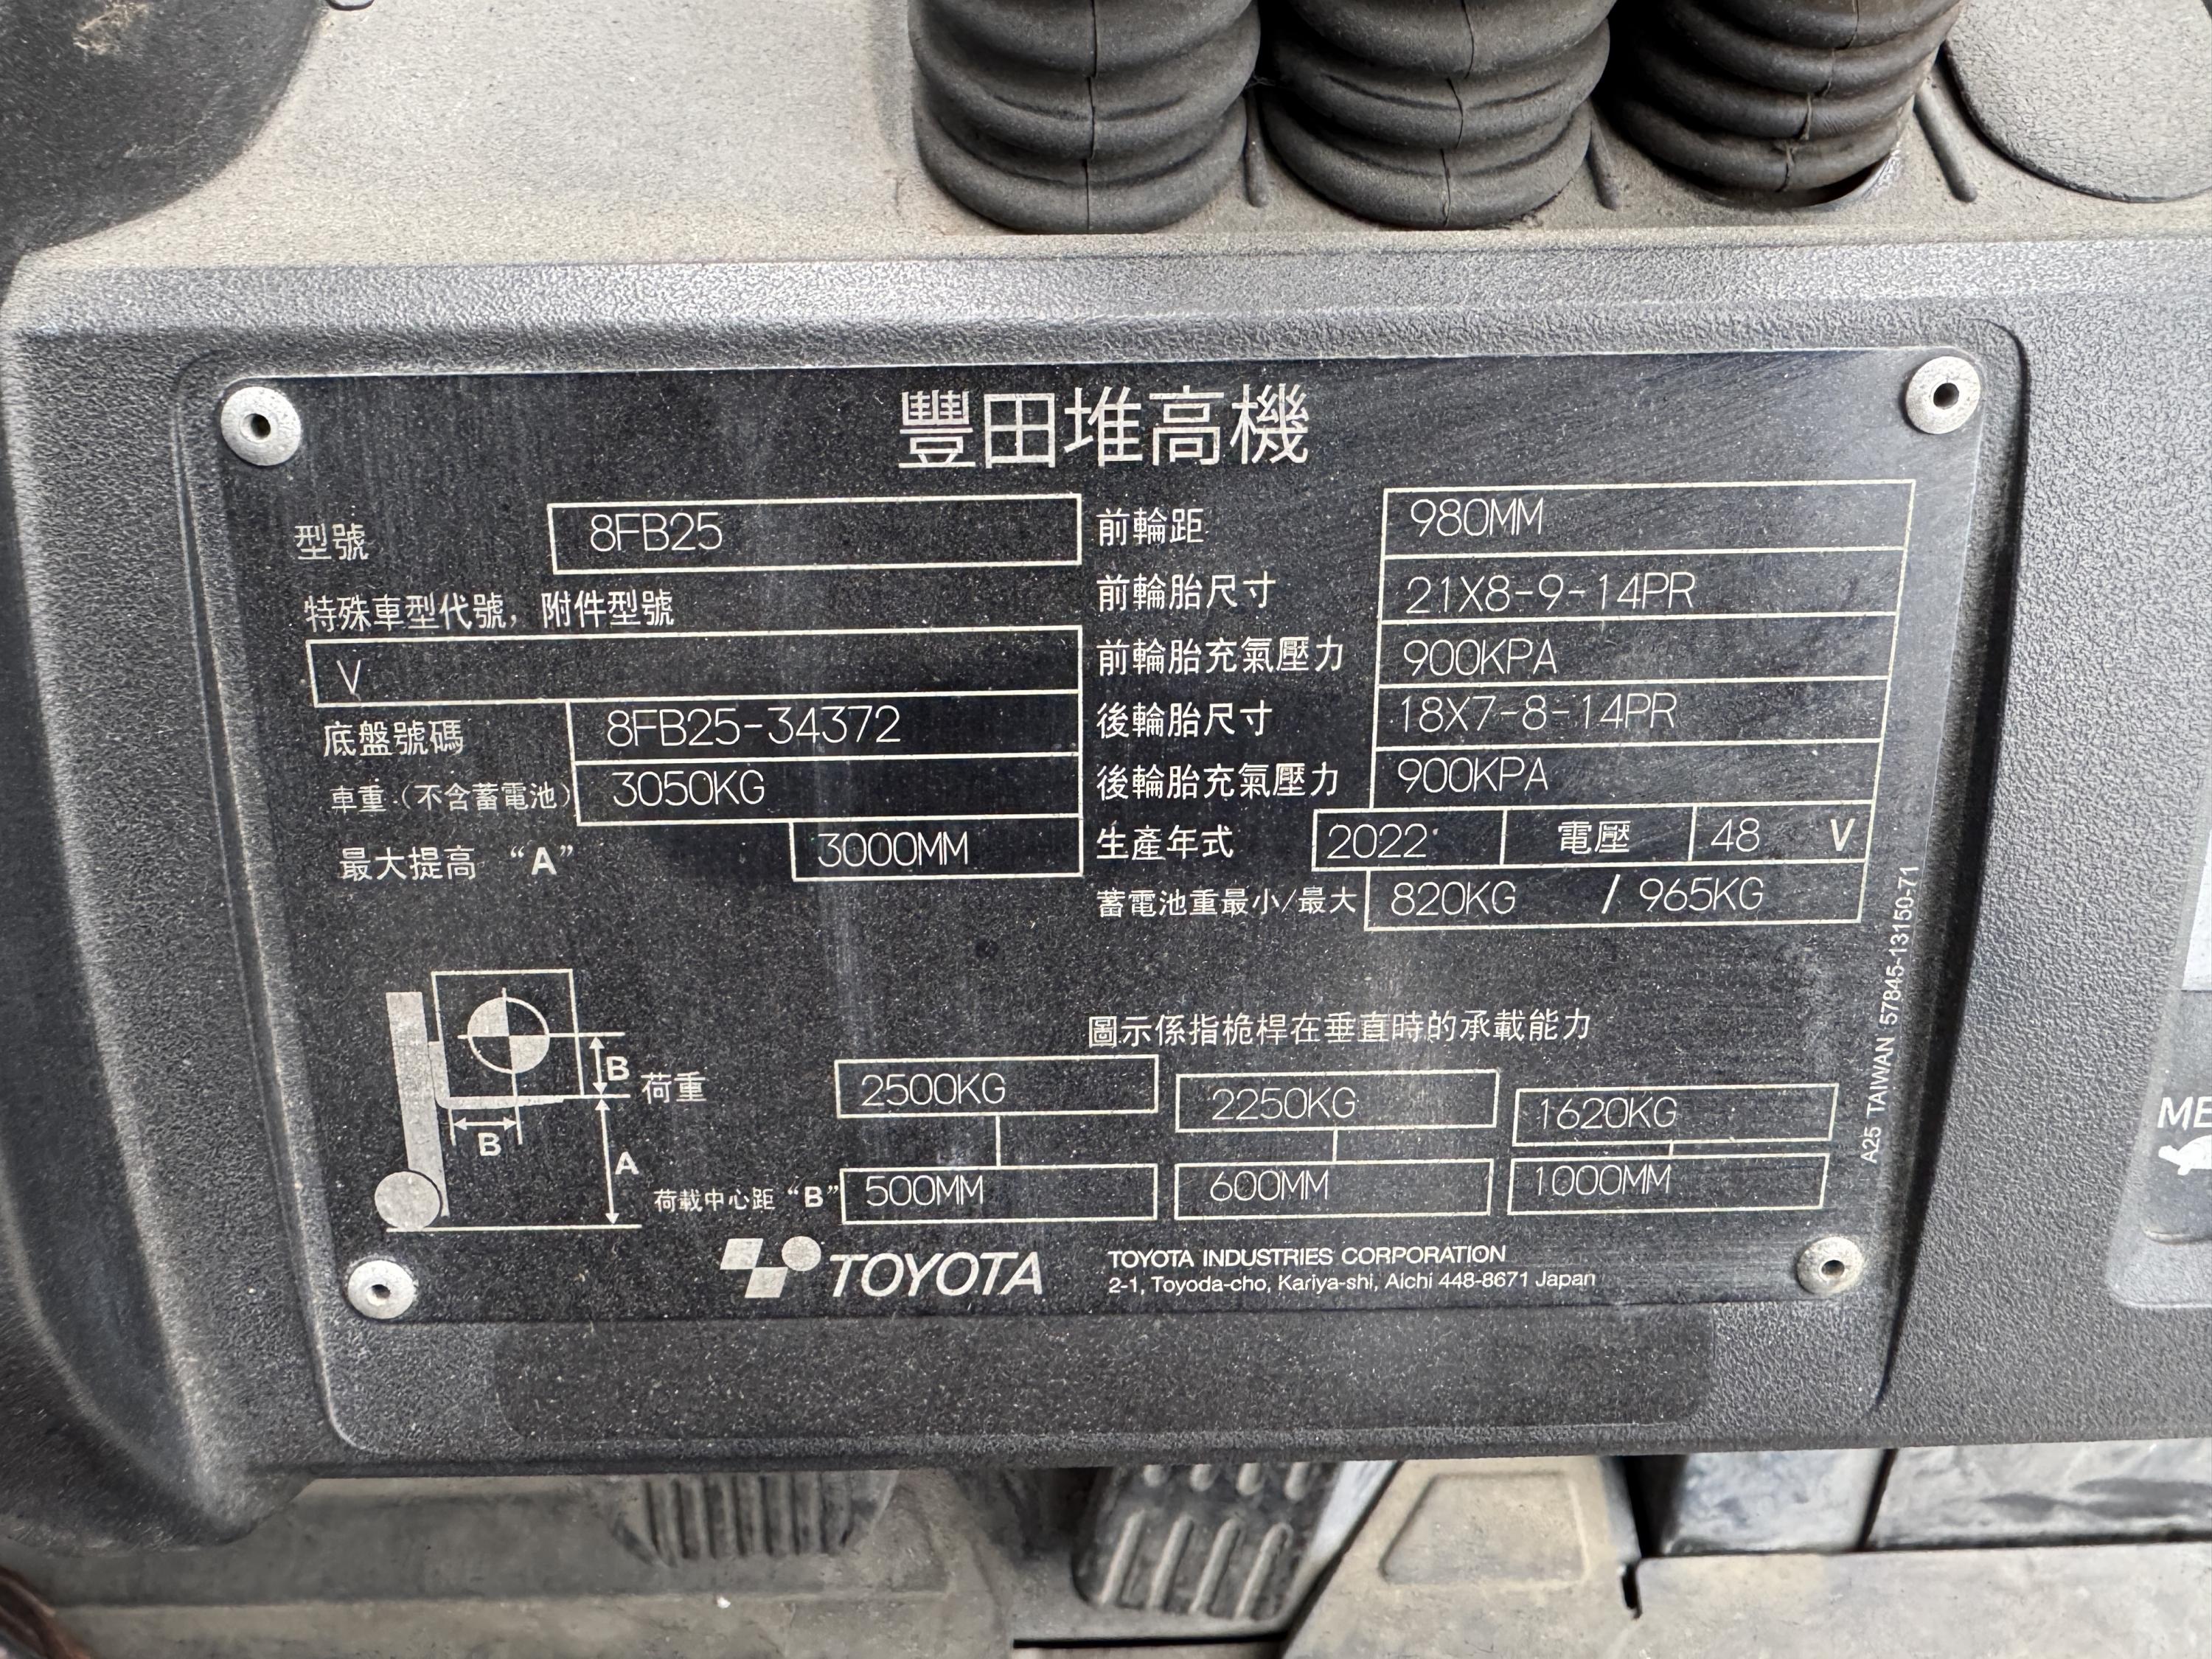 豐田堆高機
型號 8FB25
特殊車型代號，附件型號
V
底盤號碼 8FB25-34372
車重（不含蓄電池） 3050KG
最大提高 “A” 3000MM
前輪距 980MM
前輪胎尺寸 21X8-9-14PR
前輪胎充氣壓力 900KPA
後輪胎尺寸 18X7-8-14PR
後輪胎充氣壓力 900KPA
生產年式 2022 電壓 48 V
蓄電池重最小/最大 820KG / 965KG
圖示係指桅桿在垂直時的承載能力
B
B
A
荷重 2500KG 2250KG 1620KG
荷載中心距 “B” 500MM 600MM 1000MM
TOYOTA
TOYOTA INDUSTRIES CORPORATION
2-1, Toyoda-cho, Kariya-shi, Aichi 448-8671 Japan
A25 TAIWAN 57845-13150-71